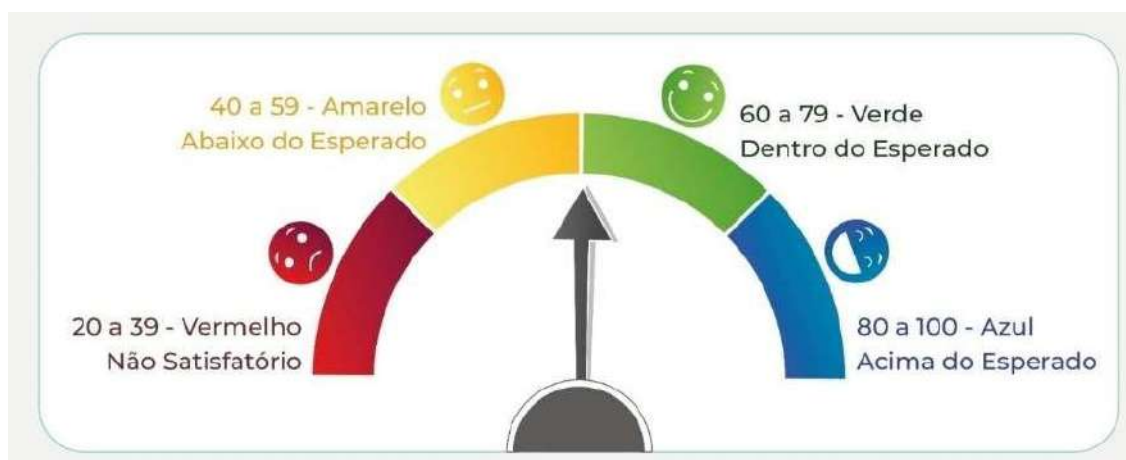 40 a 59 - Amarelo
Abaixo do Esperado
60 a 79 - Verde
Dentro do Esperado
20 a 39 - Vermelho
Não Satisfatório
80 a 100 - Azul
Acima do Esperado